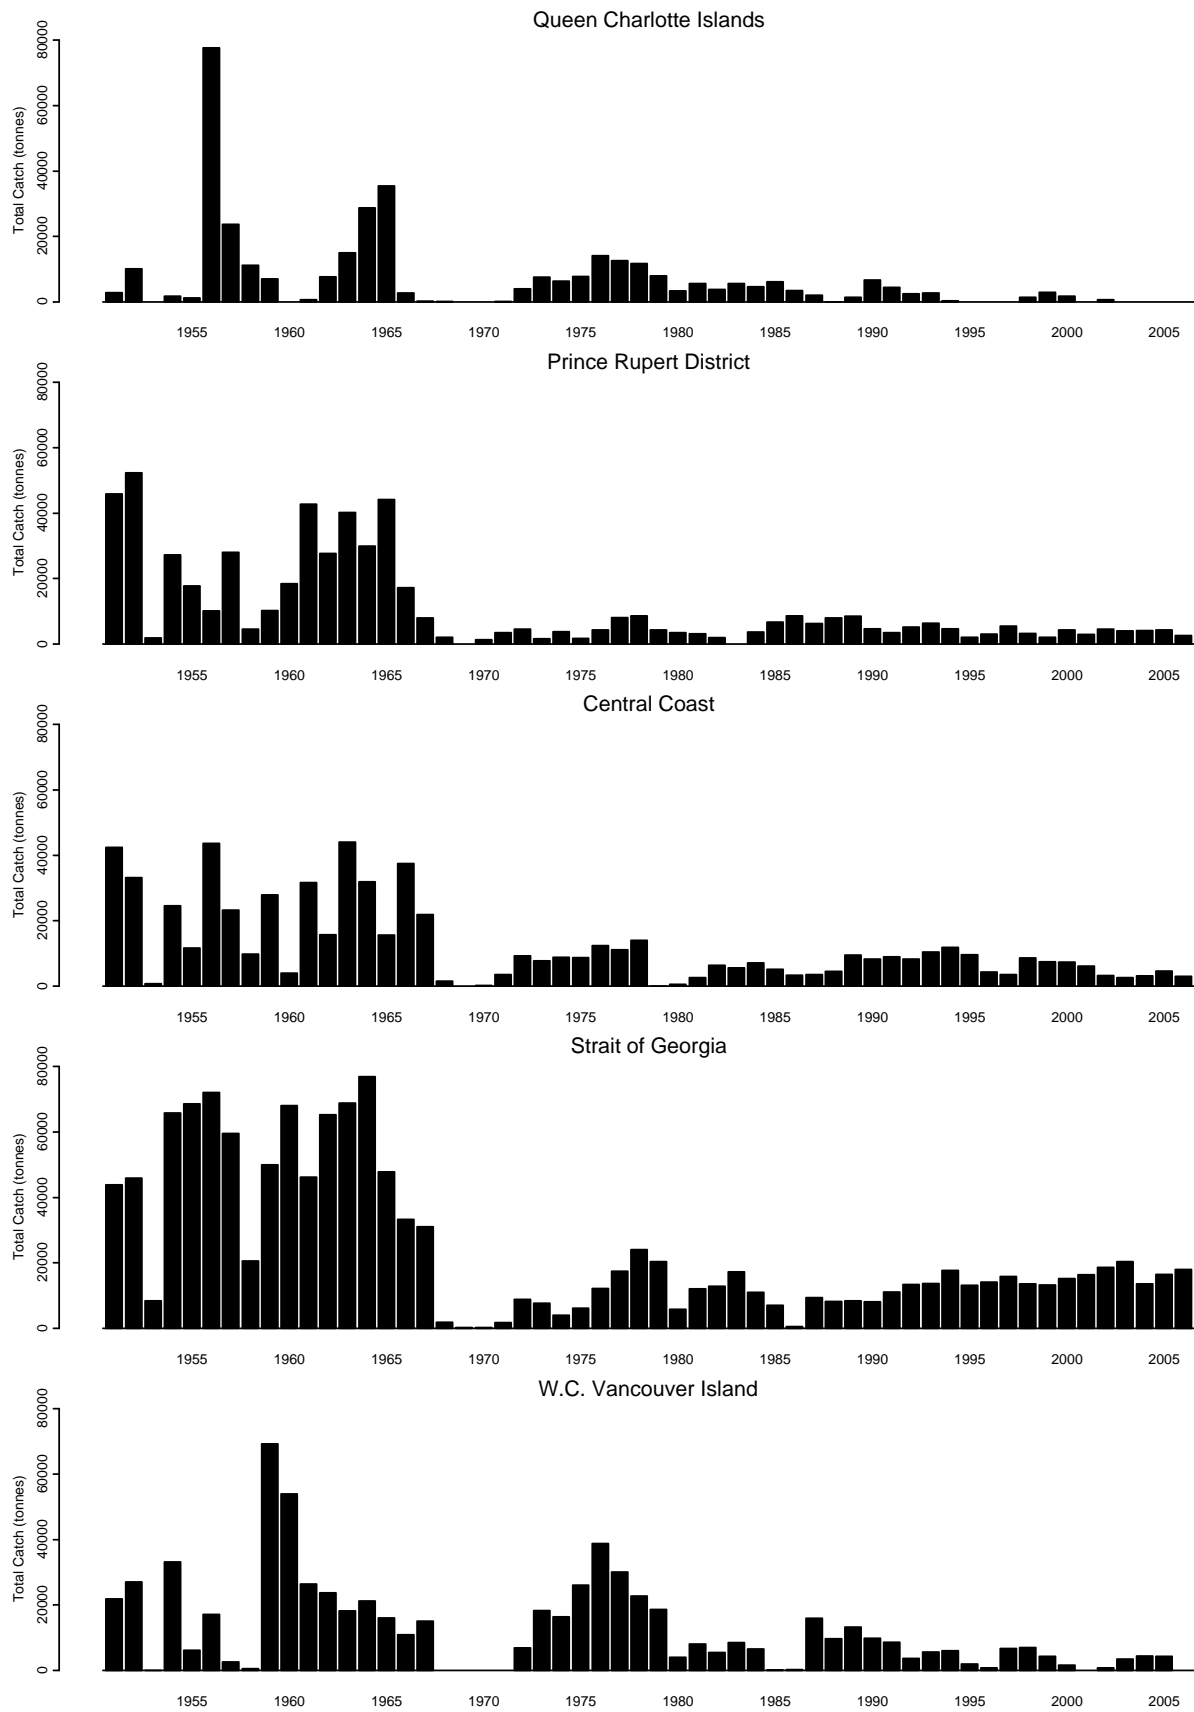 Queen Charlotte Islands
Total Catch (tonnes)
0 20000 40000 60000 80000
1955 1960 1965 1970 1975 1980 1985 1990 1995 2000 2005
Prince Rupert District
Total Catch (tonnes)
0 20000 40000 60000 80000
1955 1960 1965 1970 1975 1980 1985 1990 1995 2000 2005
Central Coast
Total Catch (tonnes)
0 20000 40000 60000 80000
1955 1960 1965 1970 1975 1980 1985 1990 1995 2000 2005
Strait of Georgia
Total Catch (tonnes)
0 20000 40000 60000 80000
1955 1960 1965 1970 1975 1980 1985 1990 1995 2000 2005
W.C. Vancouver Island
Total Catch (tonnes)
0 20000 40000 60000 80000
1955 1960 1965 1970 1975 1980 1985 1990 1995 2000 2005